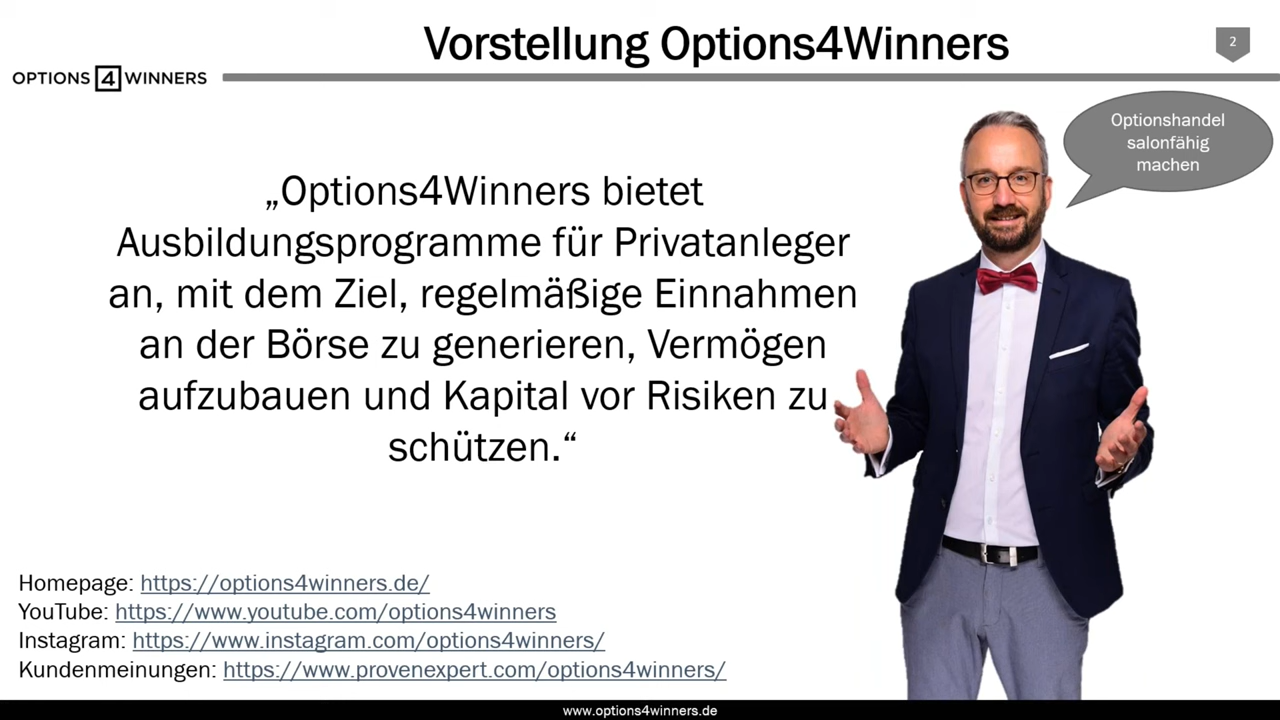 Vorstellung Options4Winners
2
OPTIONS 4 WINNERS
Optionshandel
salonfähig
machen
„Options4Winners bietet
Ausbildungsprogramme für Privatanleger
an, mit dem Ziel, regelmäßige Einnahmen
an der Börse zu generieren, Vermögen
aufzubauen und Kapital vor Risiken zu
schützen.“
Homepage: https://options4winners.de/
YouTube: https://www.youtube.com/options4winners
Instagram: https://www.instagram.com/options4winners/
Kundenmeinungen: https://www.provenexpert.com/options4winners/
www.options4winners.de